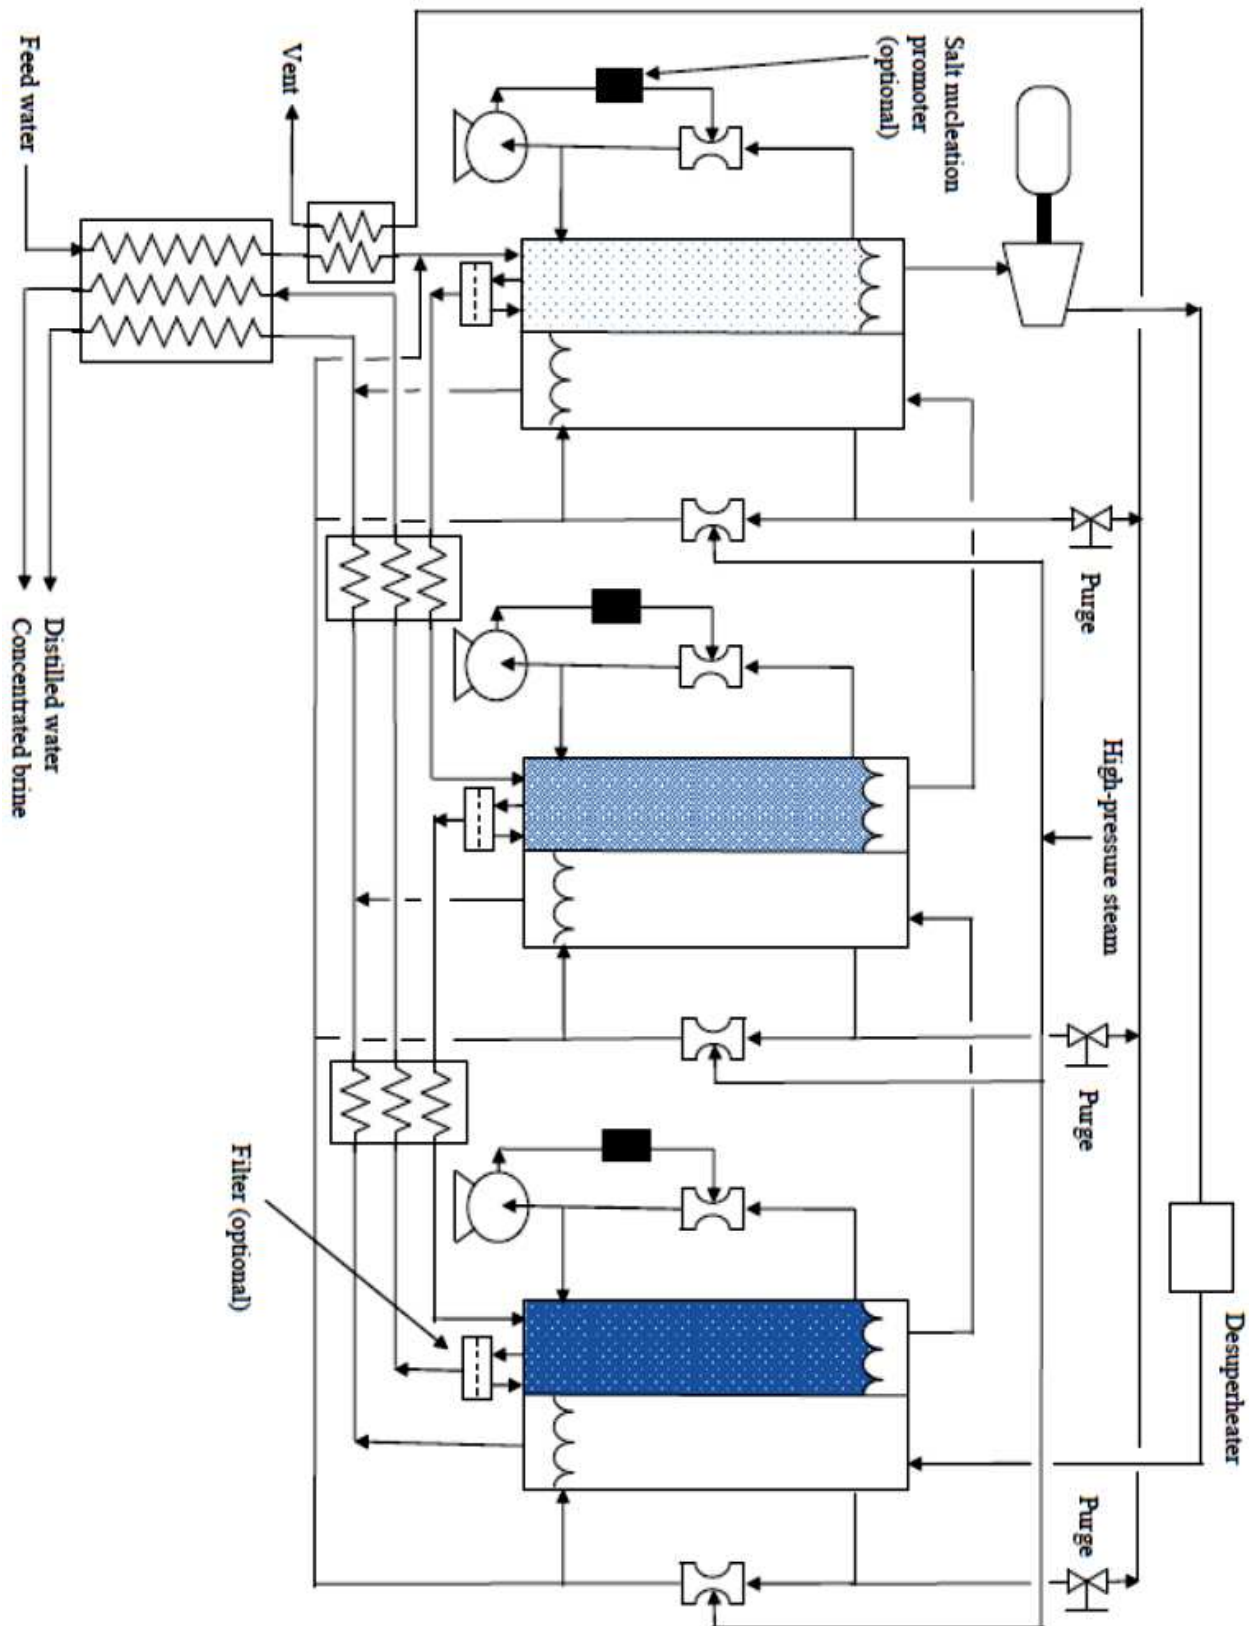 Desuperheater
High-pressure steam
Purge
Purge
Purge
Salt nucleation
promoter
(optional)
Vent
Filter (optional)
Feed water
Distilled water
Concentrated brine